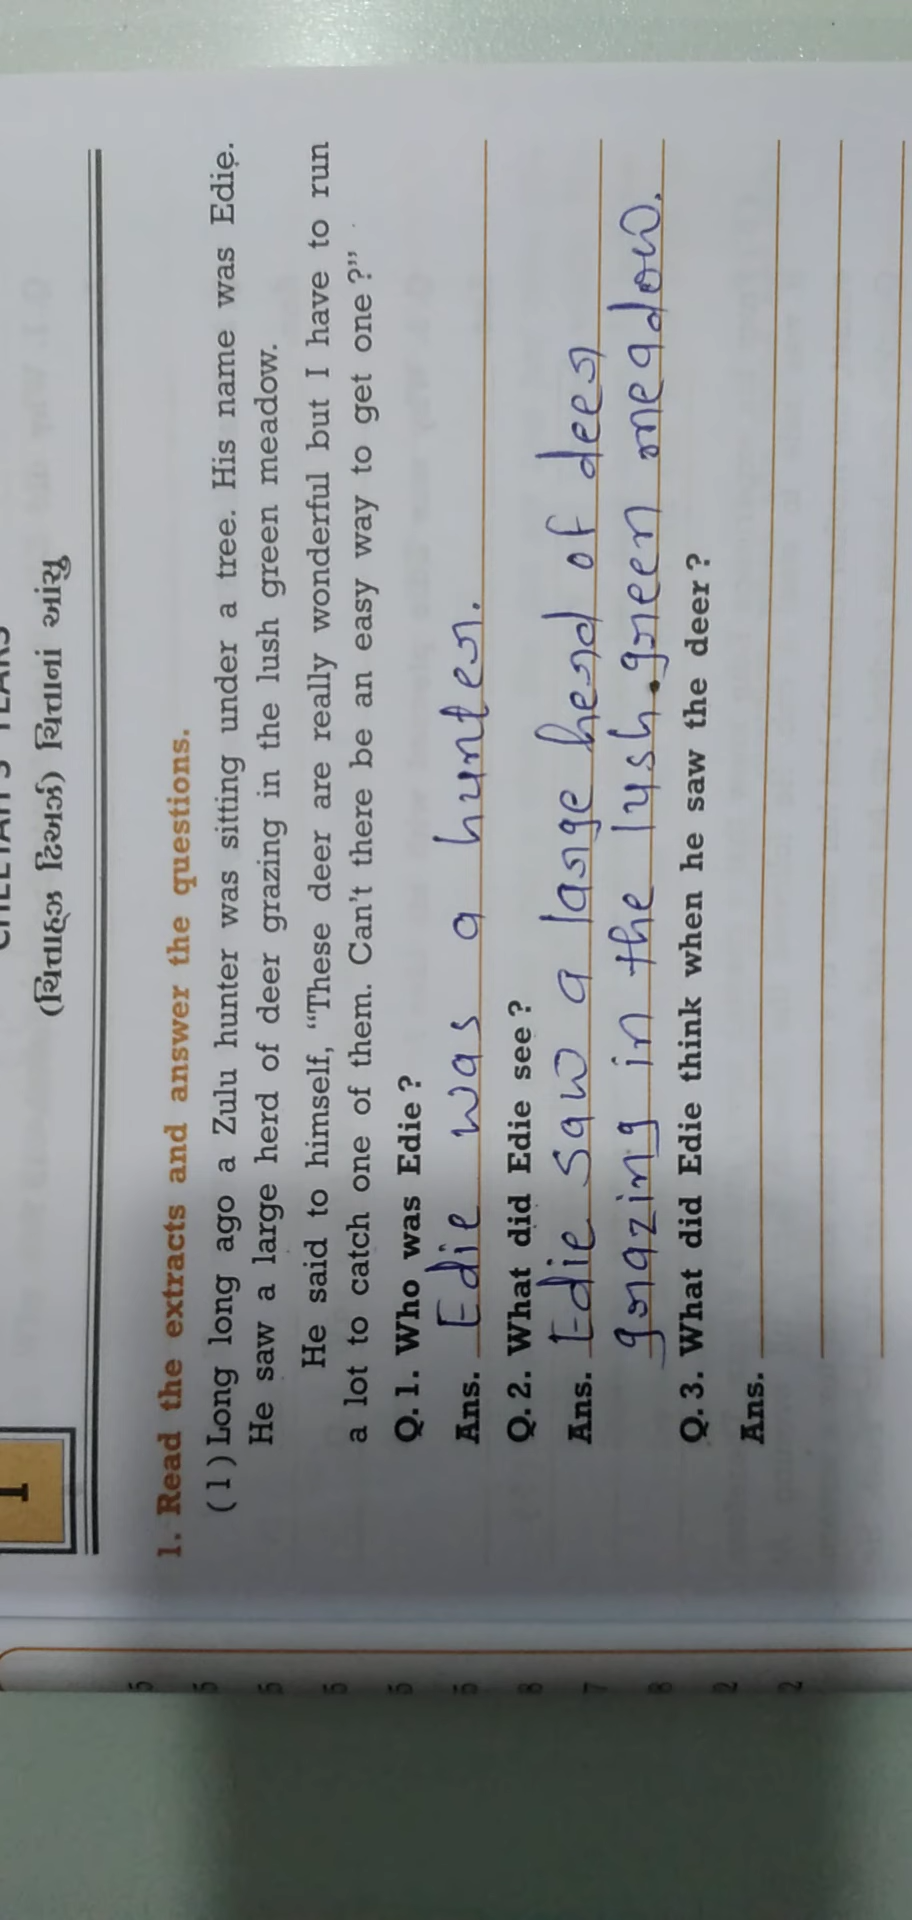 1
(ચિત્તાહ્ઝ ટિઅર્ઝ) ચિત્તાનાં આંસુ
1. Read the extracts and answer the questions.
(1) Long long ago a Zulu hunter was sitting under a tree. His name was Edie.
He saw a large herd of deer grazing in the lush green meadow.
He said to himself, “These deer are really wonderful but I have to run
a lot to catch one of them. Can't there be an easy way to get one ?”
Q. 1. Who was Edie ?
Ans. Edie was a hunter.
Q. 2. What did Edie see ?
Ans. Edie saw a large herd of deer
grazing in the lush green meadow.
Q. 3. What did Edie think when he saw the deer ?
Ans.